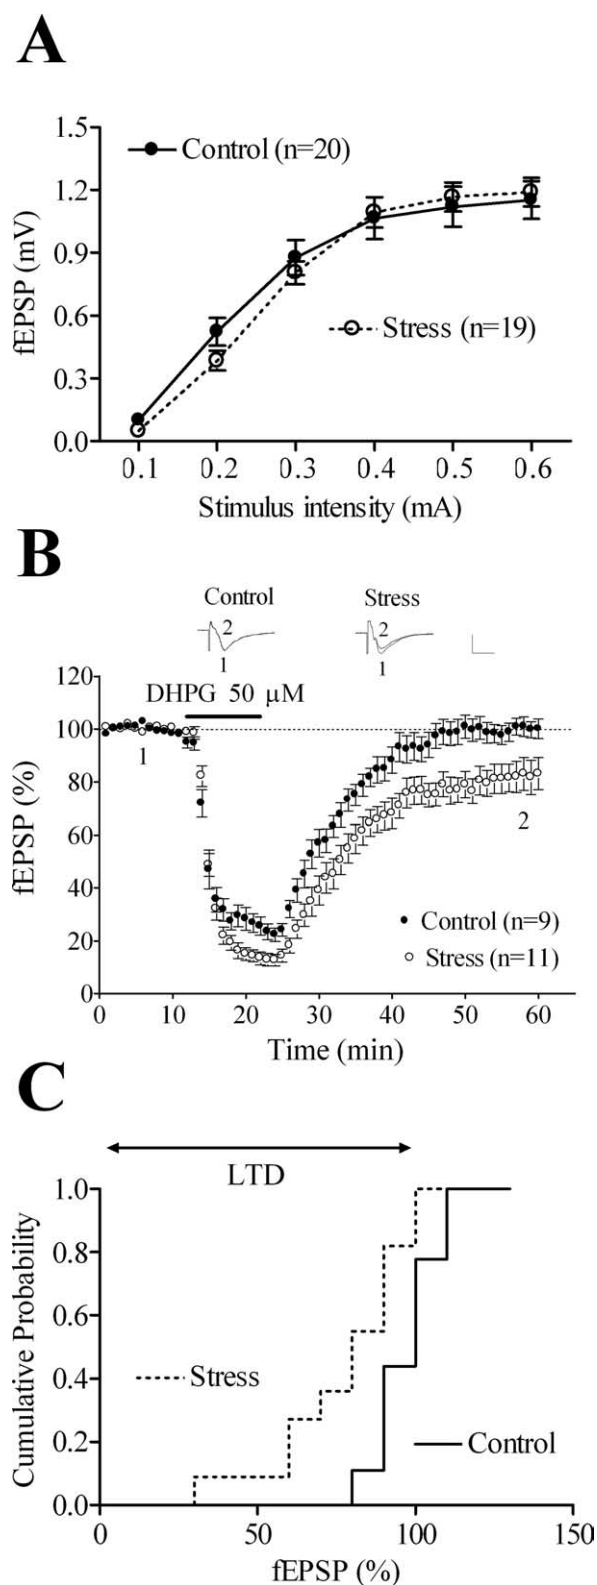 A
1.5
1.2
0.9
0.6
0.3
0.0
fEPSP (mV)
Control (n=20)
Stress (n=19)
0.1 0.2 0.3 0.4 0.5 0.6
Stimulus intensity (mA)
B
Control Stress
2 2
1 1
DHPG 50 μM
120
100
80
60
40
20
0
fEPSP (%)
1
2
Control (n=9)
Stress (n=11)
0 10 20 30 40 50 60
Time (min)
C
LTD
1.0
0.8
0.6
0.4
0.2
0.0
Cumulative Probability
Stress
Control
0 50 100 150
fEPSP (%)